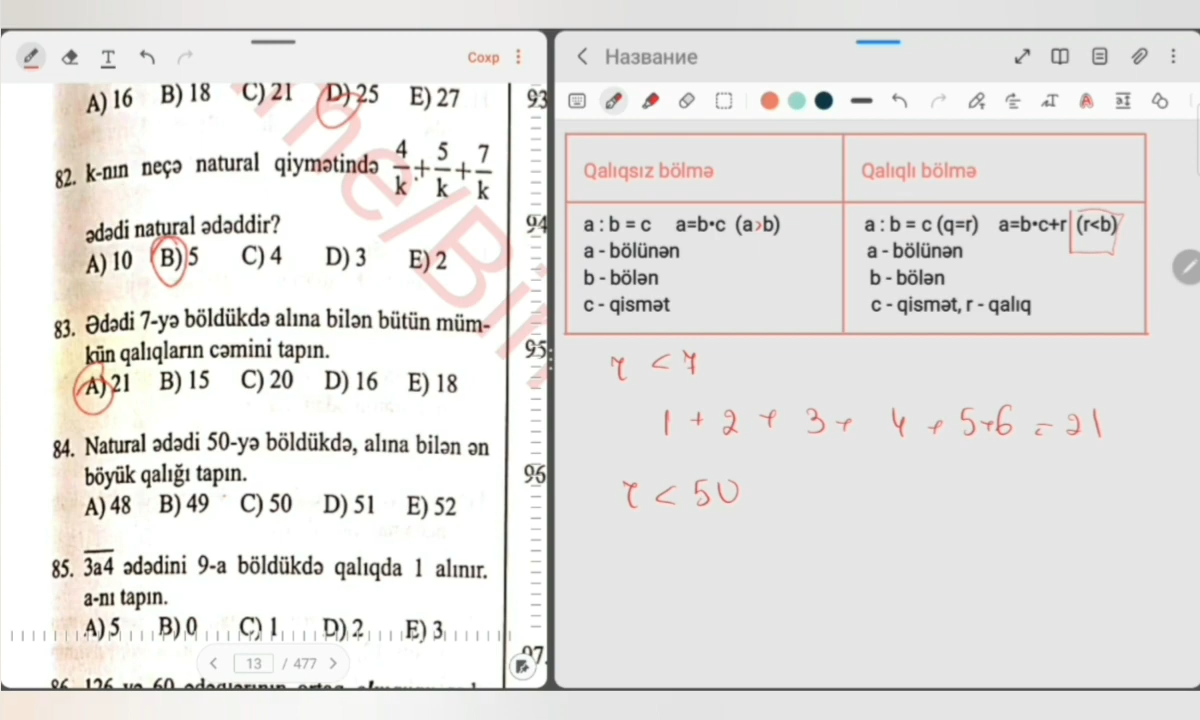 Сохр
Название
A) 16 B) 18 C) 21 D) 25 E) 27
93
82. k-nın neçə natural qiymətində 4/k + 5/k + 7/k
ədədi natural ədəddir?
94
A) 10 B) 5 C) 4 D) 3 E) 2
83. Ədədi 7-yə böldükdə alına bilən bütün müm-
kün qalıqların cəmini tapın.
95
A) 21 B) 15 C) 20 D) 16 E) 18
84. Natural ədədi 50-yə böldükdə, alına bilən ən
böyük qalığı tapın.
96
A) 48 B) 49 C) 50 D) 51 E) 52
85. 3a4 ədədini 9-a böldükdə qalıqda 1 alınır.
a-nı tapın.
A) 5 B) 0 C) 1 D) 2 E) 3
97.
13 / 477
Qalıqsız bölmə
a : b = c a=b•c (a>b)
a - bölünən
b - bölən
c - qismət
Qalıqlı bölmə
a : b = c (q=r) a=b•c+r (r<b)
a - bölünən
b - bölən
c - qismət, r - qalıq
r < 7
1 + 2 + 3 + 4 + 5+6 = 21
r < 50